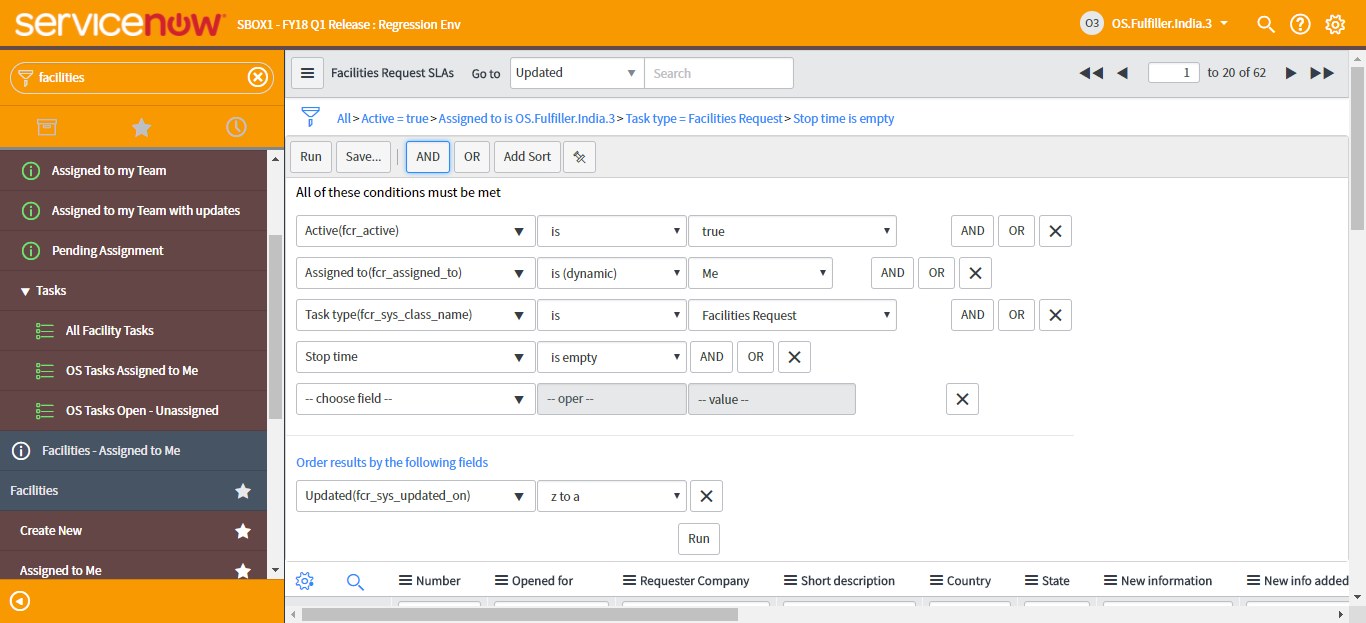 servicenow SBOX1 - FY18 Q1 Release : Regression Env O3 OS.Fulfiller.India.3
facilities
Assigned to my Team
Assigned to my Team with updates
Pending Assignment
Tasks
All Facility Tasks
OS Tasks Assigned to Me
OS Tasks Open - Unassigned
Facilities - Assigned to Me
Facilities
Create New
Assigned to Me
Facilities Request SLAs Go to Updated Search 1 to 20 of 62
All > Active = true > Assigned to is OS.Fulfiller.India.3 > Task type = Facilities Request > Stop time is empty
Run Save... AND OR Add Sort
All of these conditions must be met
Active(fcr_active) is true AND OR
Assigned to(fcr_assigned_to) is (dynamic) Me AND OR
Task type(fcr_sys_class_name) is Facilities Request AND OR
Stop time is empty AND OR
-- choose field -- -- oper -- -- value --
Order results by the following fields
Updated(fcr_sys_updated_on) z to a
Run
Number Opened for Requester Company Short description Country State New information New info added